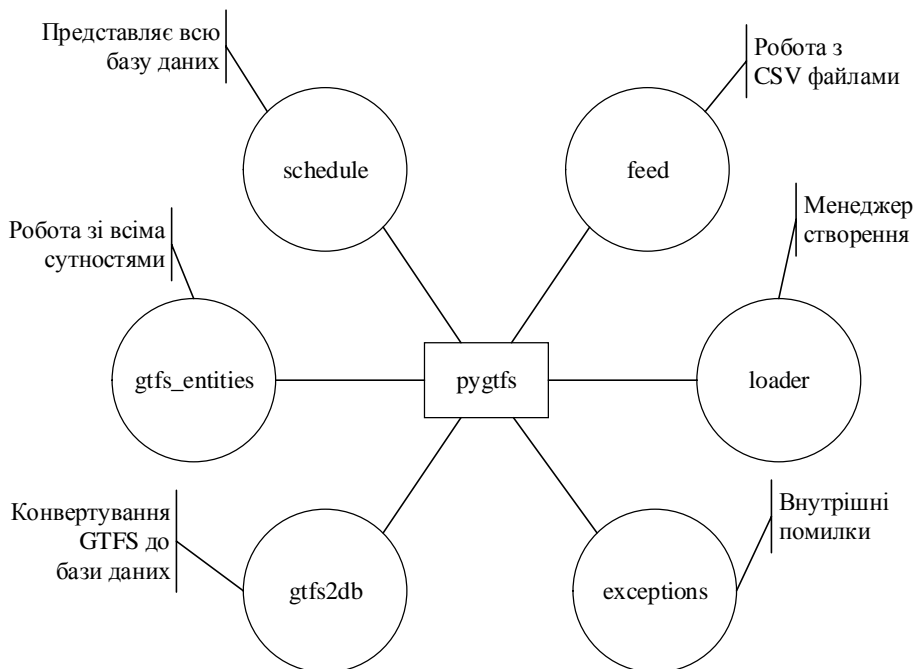 Представляє всю
базу даних
Робота з
CSV файлами
schedule
feed
Робота зі всіма
сутностями
Менеджер
створення
gtfs_entities
pygtfs
loader
Конвертування
GTFS до
бази даних
Внутрішні
помилки
gtfs2db
exceptions